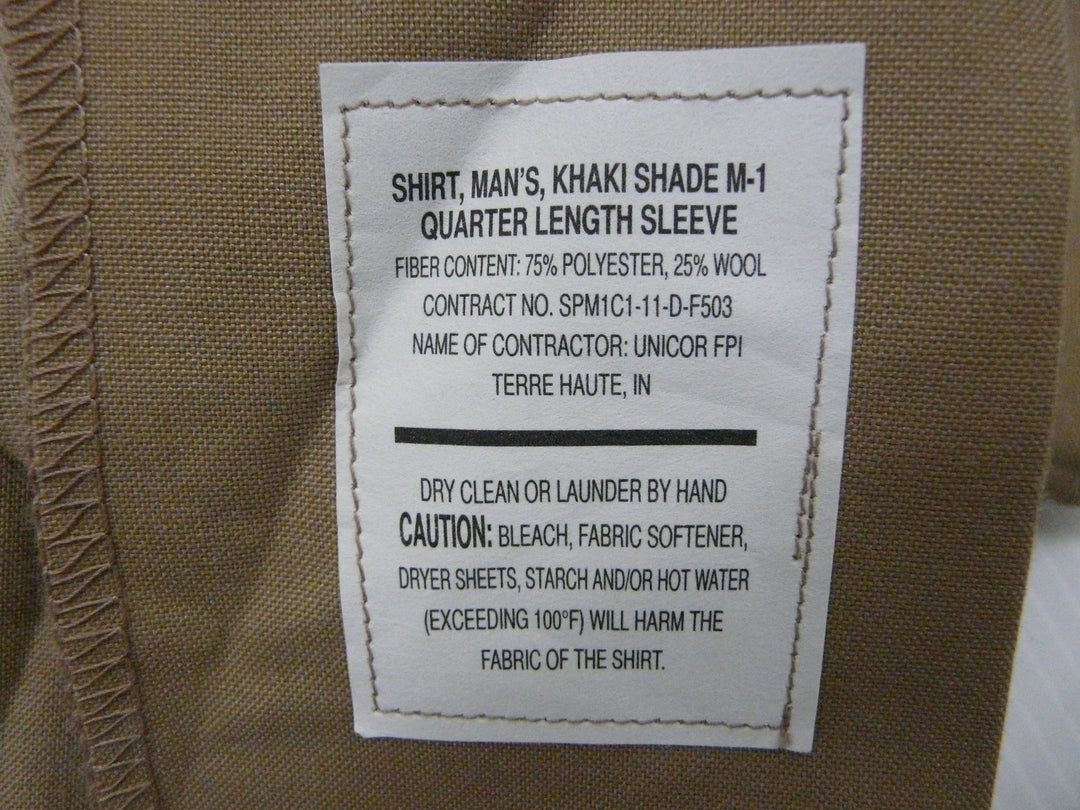 SHIRT, MAN'S, KHAKI SHADE M-1
QUARTER LENGTH SLEEVE
FIBER CONTENT: 75% POLYESTER, 25% WOOL
CONTRACT NO. SPM1C1-11-D-F503
NAME OF CONTRACTOR: UNICOR FPI
TERRE HAUTE, IN
DRY CLEAN OR LAUNDER BY HAND
CAUTION: BLEACH, FABRIC SOFTENER,
DRYER SHEETS, STARCH AND/OR HOT WATER
(EXCEEDING 100°F) WILL HARM THE
FABRIC OF THE SHIRT.